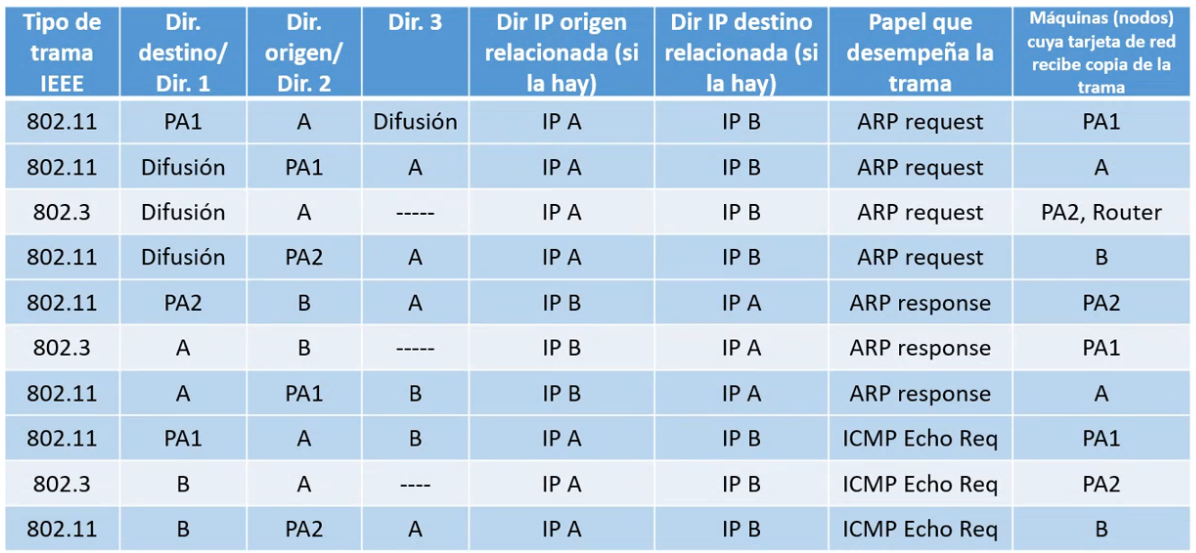 Tipo de trama IEEE | Dir. destino/ Dir. 1 | Dir. origen/ Dir. 2 | Dir. 3 | Dir IP origen relacionada (si la hay) | Dir IP destino relacionada (si la hay) | Papel que desempeña la trama | Máquinas (nodos) cuya tarjeta de red recibe copia de la trama
802.11 | PA1 | A | Difusión | IP A | IP B | ARP request | PA1
802.11 | Difusión | PA1 | A | IP A | IP B | ARP request | A
802.3 | Difusión | A | ----- | IP A | IP B | ARP request | PA2, Router
802.11 | Difusión | PA2 | A | IP A | IP B | ARP request | B
802.11 | PA2 | B | A | IP B | IP A | ARP response | PA2
802.3 | A | B | ----- | IP B | IP A | ARP response | PA1
802.11 | A | PA1 | B | IP B | IP A | ARP response | A
802.11 | PA1 | A | B | IP A | IP B | ICMP Echo Req | PA1
802.3 | B | A | ---- | IP A | IP B | ICMP Echo Req | PA2
802.11 | B | PA2 | A | IP A | IP B | ICMP Echo Req | B